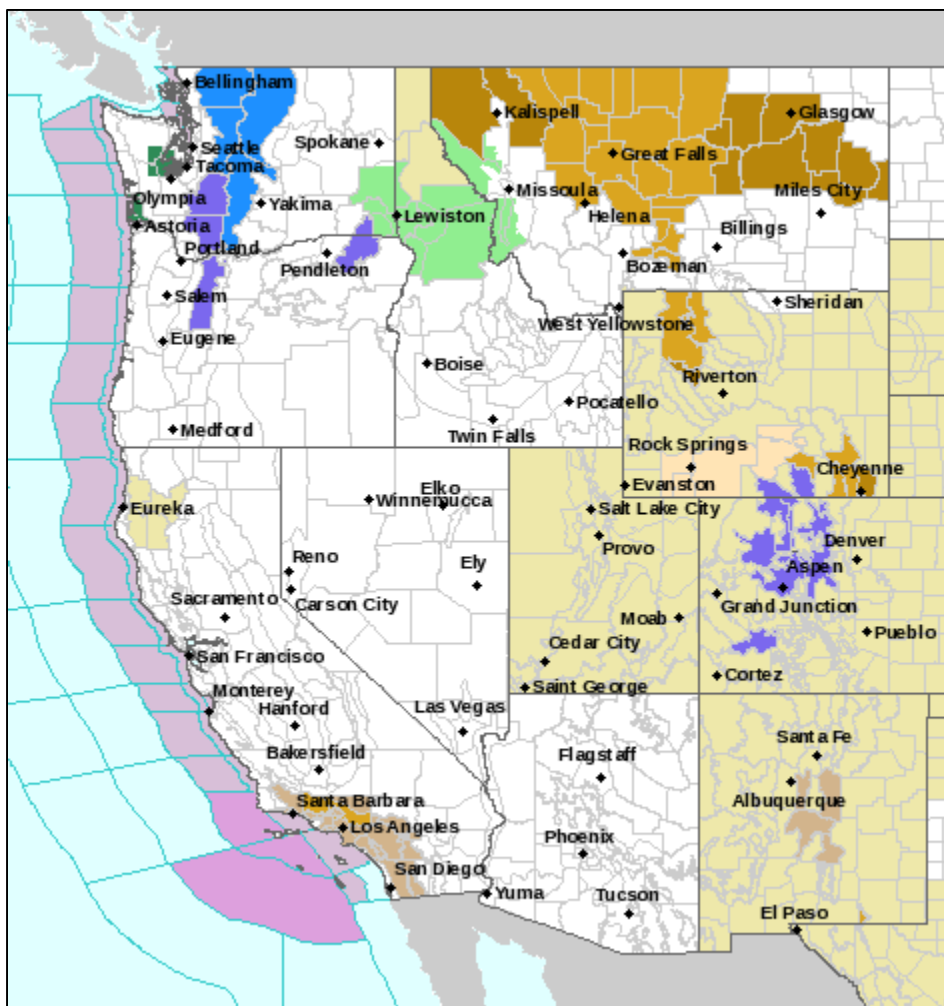 Bellingham
Kalispell
Glasgow
Seattle
Spokane
Great Falls
Tacoma
Olympia
Missoula
Miles City
Yakima
Lewiston
Helena
Astoria
Portland
Billings
Pendleton
Bozeman
Salem
Sheridan
West Yellowstone
Eugene
Boise
Riverton
Pocatello
Medford
Twin Falls
Rock Springs
Cheyenne
Elko
Evanston
Winnemucca
Eureka
Salt Lake City
Provo
Denver
Reno
Ely
Aspen
Sacramento
Carson City
Grand Junction
Moab
Pueblo
Cedar City
San Francisco
Cortez
Saint George
Monterey
Hanford
Las Vegas
Santa Fe
Bakersfield
Flagstaff
Santa Barbara
Albuquerque
Los Angeles
Phoenix
San Diego
Yuma
Tucson
El Paso